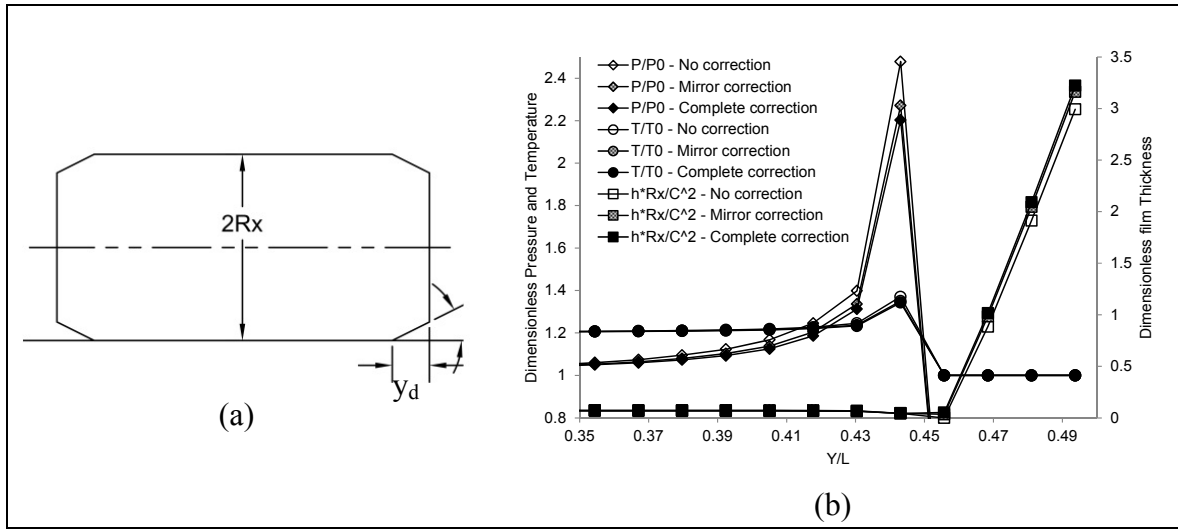 2Rx
y_d
(a)
Dimensionless Pressure and Temperature
2.4
2.2
2.0
1.8
1.6
1.4
1.2
1
0.8
P/P0 - No correction
P/P0 - Mirror correction
P/P0 - Complete correction
T/T0 - No correction
T/T0 - Mirror correction
T/T0 - Complete correction
h*Rx/C^2 - No correction
h*Rx/C^2 - Mirror correction
h*Rx/C^2 - Complete correction
3.5
3
2.5
2
1.5
1
0.5
0
Dimensionless film Thickness
0.35 0.37 0.39 0.41 0.43 0.45 0.47 0.49
Y/L
(b)